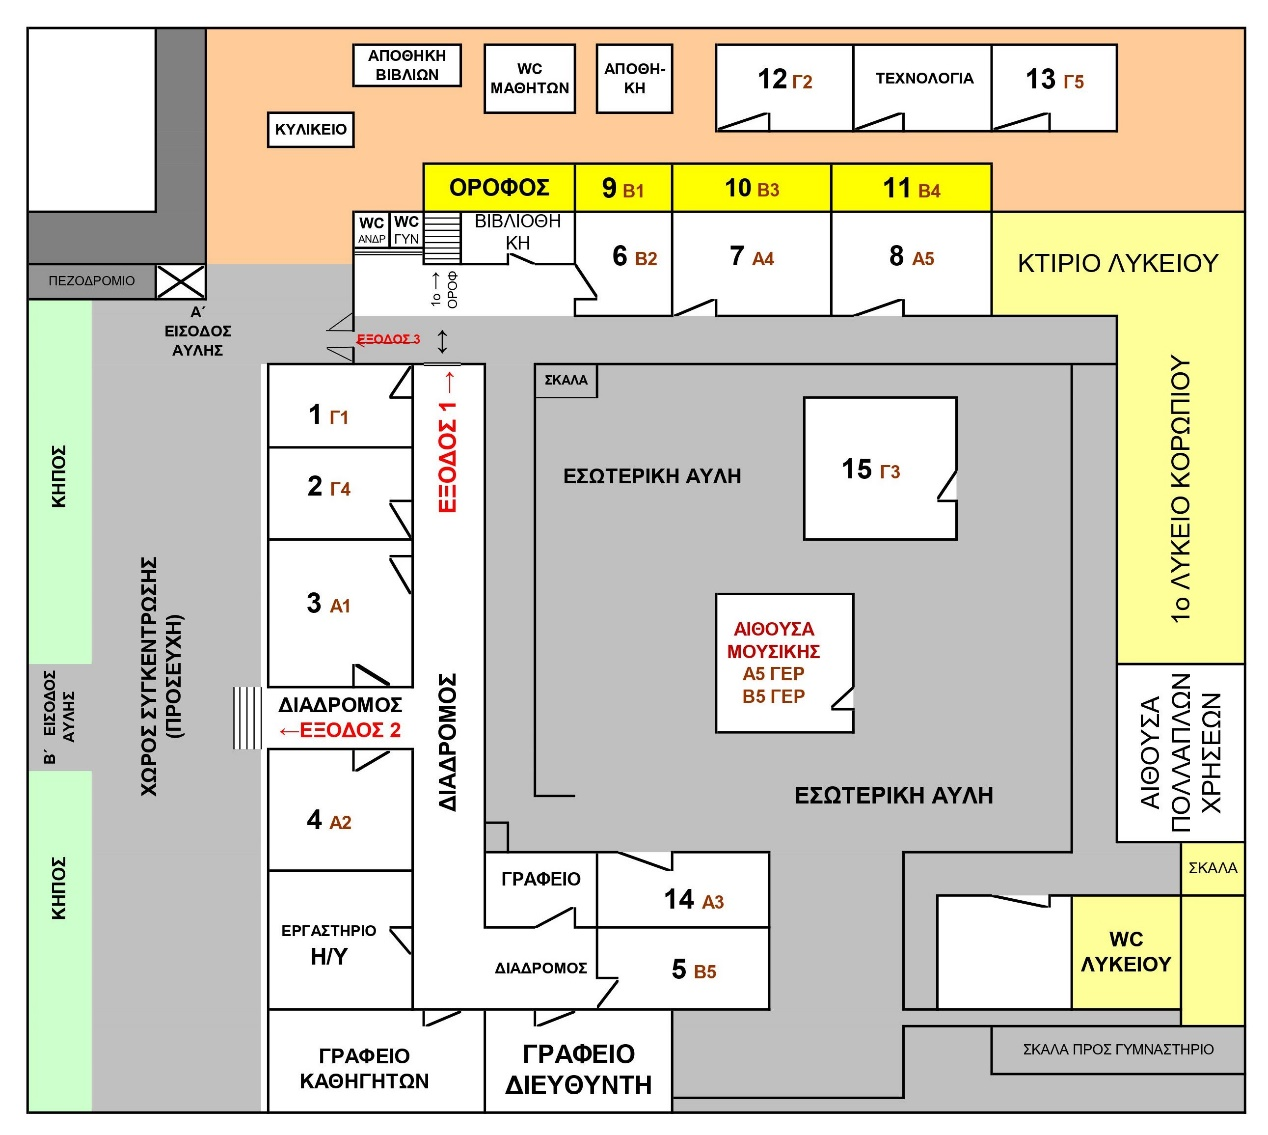 ΑΠΟΘΗΚΗ
ΒΙΒΛΙΩΝ
WC
ΜΑΘΗΤΩΝ
ΑΠΟΘΗ-
ΚΗ
12 Γ2
ΤΕΧΝΟΛΟΓΙΑ
13 Γ5
ΚΥΛΙΚΕΙΟ
ΟΡΟΦΟΣ
9 Β1
10 Β3
11 Β4
WC
ΑΝΔΡ
WC
ΓΥΝ
ΒΙΒΛΙΟΘΗ
ΚΗ
6 Β2
7 Α4
8 Α5
ΚΤΙΡΙΟ ΛΥΚΕΙΟΥ
ΠΕΖΟΔΡΟΜΙΟ
1ο →
ΟΡΟΦ
Α΄
ΕΙΣΟΔΟΣ
ΑΥΛΗΣ
←ΕΞΟΔΟΣ 3
↕
1 Γ1
ΕΞΟΔΟΣ 1 →
ΣΚΑΛΑ
ΕΣΩΤΕΡΙΚΗ ΑΥΛΗ
15 Γ3
1ο ΛΥΚΕΙΟ ΚΟΡΩΠΙΟΥ
ΚΗΠΟΣ
2 Γ4
3 Α1
ΧΩΡΟΣ ΣΥΓΚΕΝΤΡΩΣΗΣ
(ΠΡΟΣΕΥΧΗ)
ΑΙΘΟΥΣΑ
ΜΟΥΣΙΚΗΣ
Α5 ΓΕΡ
Β5 ΓΕΡ
Β΄ ΕΙΣΟΔΟΣ
ΑΥΛΗΣ
ΔΙΑΔΡΟΜΟΣ
←ΕΞΟΔΟΣ 2
ΔΙΑΔΡΟΜΟΣ
ΑΙΘΟΥΣΑ
ΠΟΛΛΑΠΛΩΝ
ΧΡΗΣΕΩΝ
ΕΣΩΤΕΡΙΚΗ ΑΥΛΗ
4 Α2
ΚΗΠΟΣ
ΓΡΑΦΕΙΟ
14 Α3
ΣΚΑΛΑ
ΕΡΓΑΣΤΗΡΙΟ
Η/Υ
ΔΙΑΔΡΟΜΟΣ
5 Β5
WC
ΛΥΚΕΙΟΥ
ΓΡΑΦΕΙΟ
ΚΑΘΗΓΗΤΩΝ
ΓΡΑΦΕΙΟ
ΔΙΕΥΘΥΝΤΗ
ΣΚΑΛΑ ΠΡΟΣ ΓΥΜΝΑΣΤΗΡΙΟ